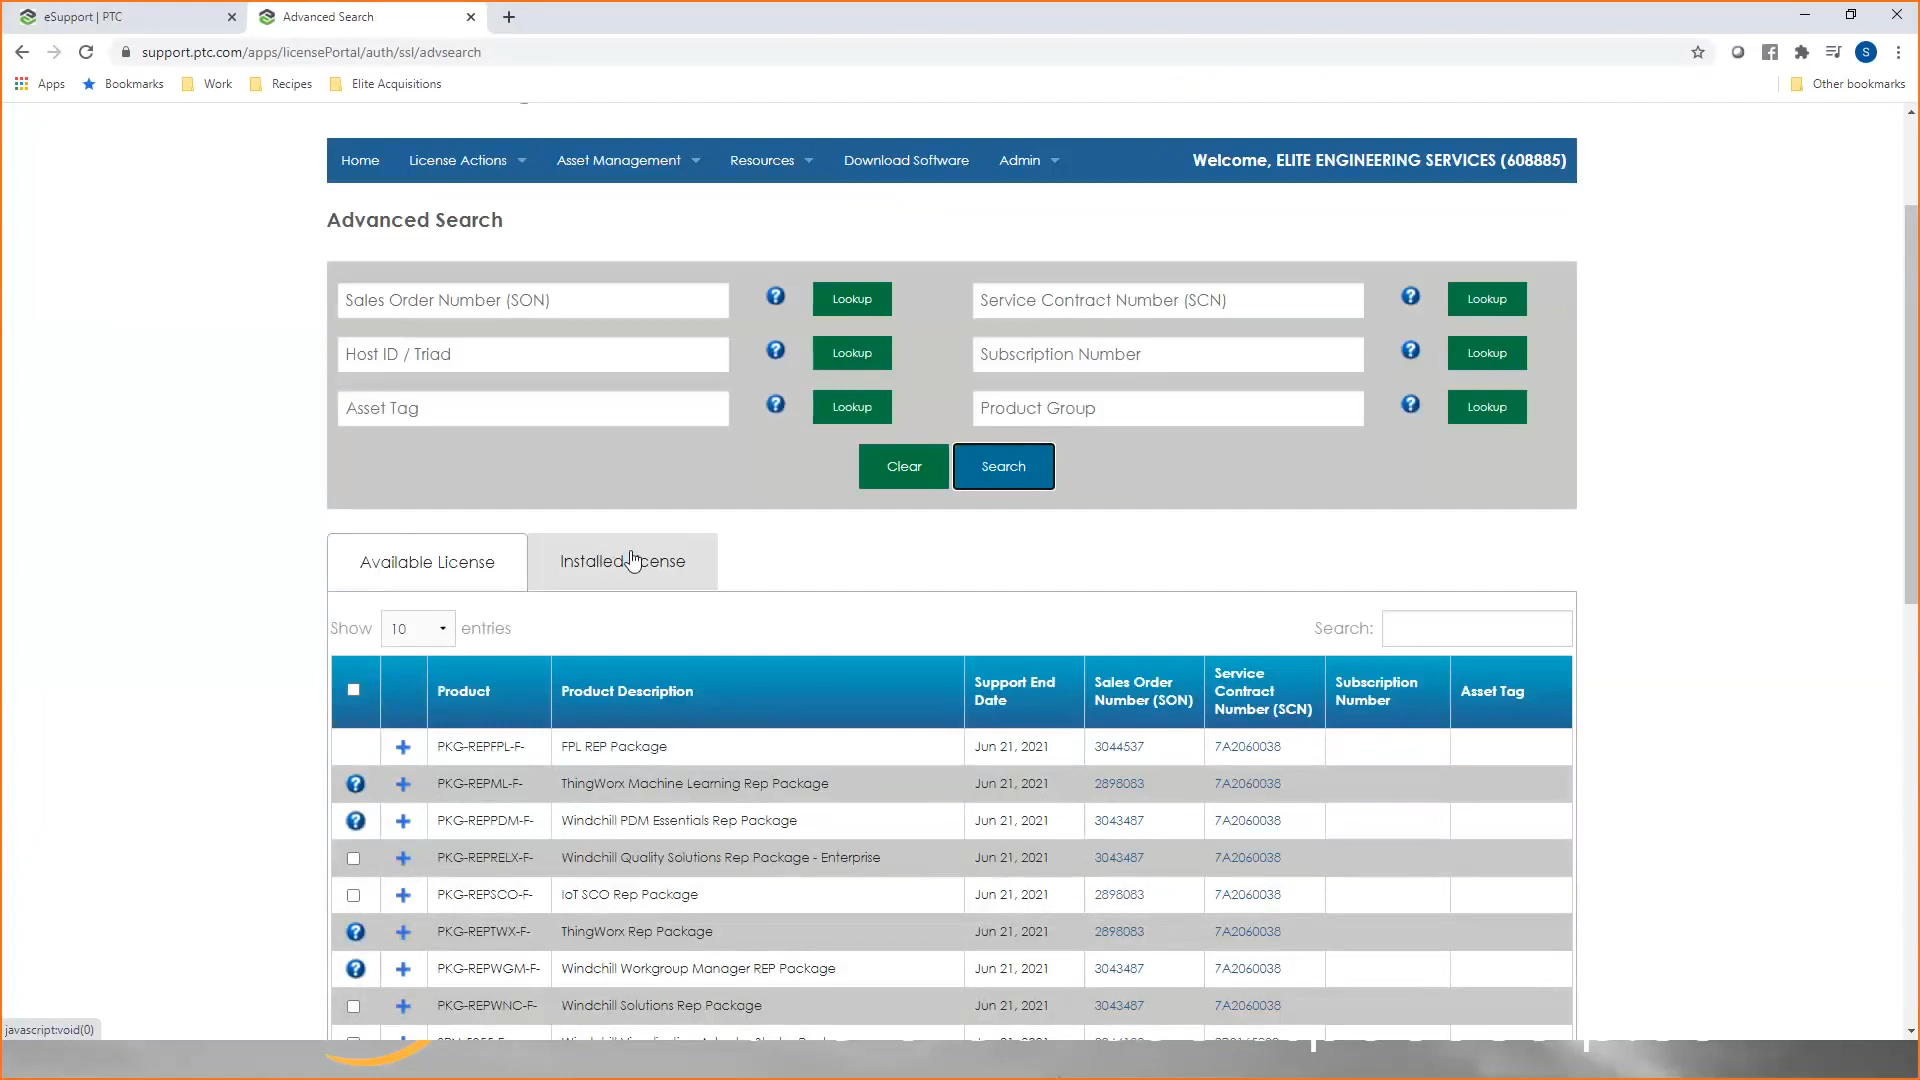 eSupport | PTC
Advanced Search
support.ptc.com/apps/licensePortal/auth/ssl/advsearch
S
Apps
Bookmarks
Work
Recipes
Elite Acquisitions
Other bookmarks
Home
License Actions
Asset Management
Resources
Download Software
Admin
Welcome, ELITE ENGINEERING SERVICES (608885)
Advanced Search
Sales Order Number (SON) ? Lookup
Service Contract Number (SCN) ? Lookup
Host ID / Triad ? Lookup
Subscription Number ? Lookup
Asset Tag ? Lookup
Product Group ? Lookup
Clear
Search
Available License
Installed
Show 10 entries
Search:
Product
Product Description
Support End Date
Sales Order Number (SON)
Service Contract Number (SCN)
Subscription Number
Asset Tag
+ PKG-REPFPL-F- FPL REP Package Jun 21, 2021 3044537 7A2060038
? + PKG-REPML-F- ThingWorx Machine Learning Rep Package Jun 21, 2021 2898083 7A2060038
? + PKG-REPPDM-F- Windchill PDM Essentials Rep Package Jun 21, 2021 3043487 7A2060038
+ PKG-REPRELX-F- Windchill Quality Solutions Rep Package - Enterprise Jun 21, 2021 3043487 7A2060038
+ PKG-REPSCO-F- IoT SCO Rep Package Jun 21, 2021 2898083 7A2060038
? + PKG-REPTWX-F- ThingWorx Rep Package Jun 21, 2021 2898083 7A2060038
? + PKG-REPWGM-F- Windchill Workgroup Manager REP Package Jun 21, 2021 3043487 7A2060038
+ PKG-REPWNC-F- Windchill Solutions Rep Package Jun 21, 2021 3043487 7A2060038
javascript:void(0)